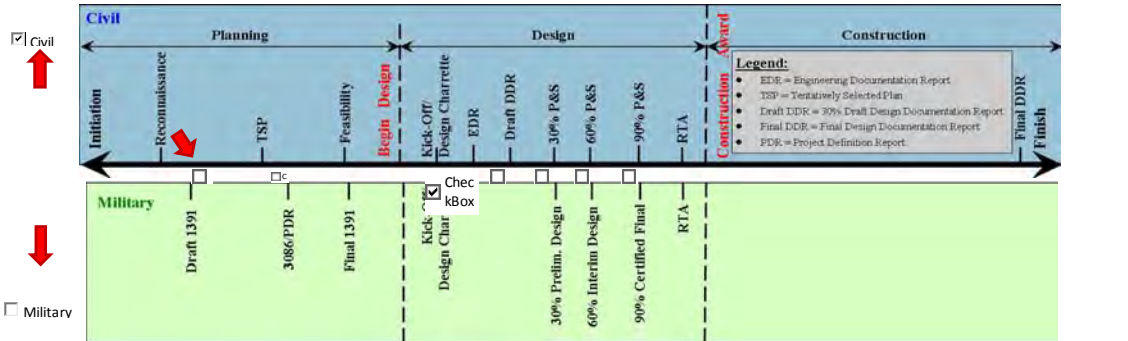 Civil
Civil
Planning
Design
Construction
Initiation
Reconnaissance
TSP
Feasibility
Begin Design
Kick-Off/
Design Charrette
EDR
Draft DDR
30% P&S
60% P&S
90% P&S
RTA
Construction Award
Legend:
EDR = Engineering Documentation Report
TSP = Tentatively Selected Plan
Draft DDR = 30% Draft Design Documentation Report
Final DDR = Final Design Documentation Report
PDR = Project Definition Report
Final DDR
Finish
c
Chec
kBox
Military
Draft 1391
3086/PDR
Final 1391
Kick-Off/
Design Char
30% Prelim. Design
60% Interim Design
90% Certified Final
RTA
Military